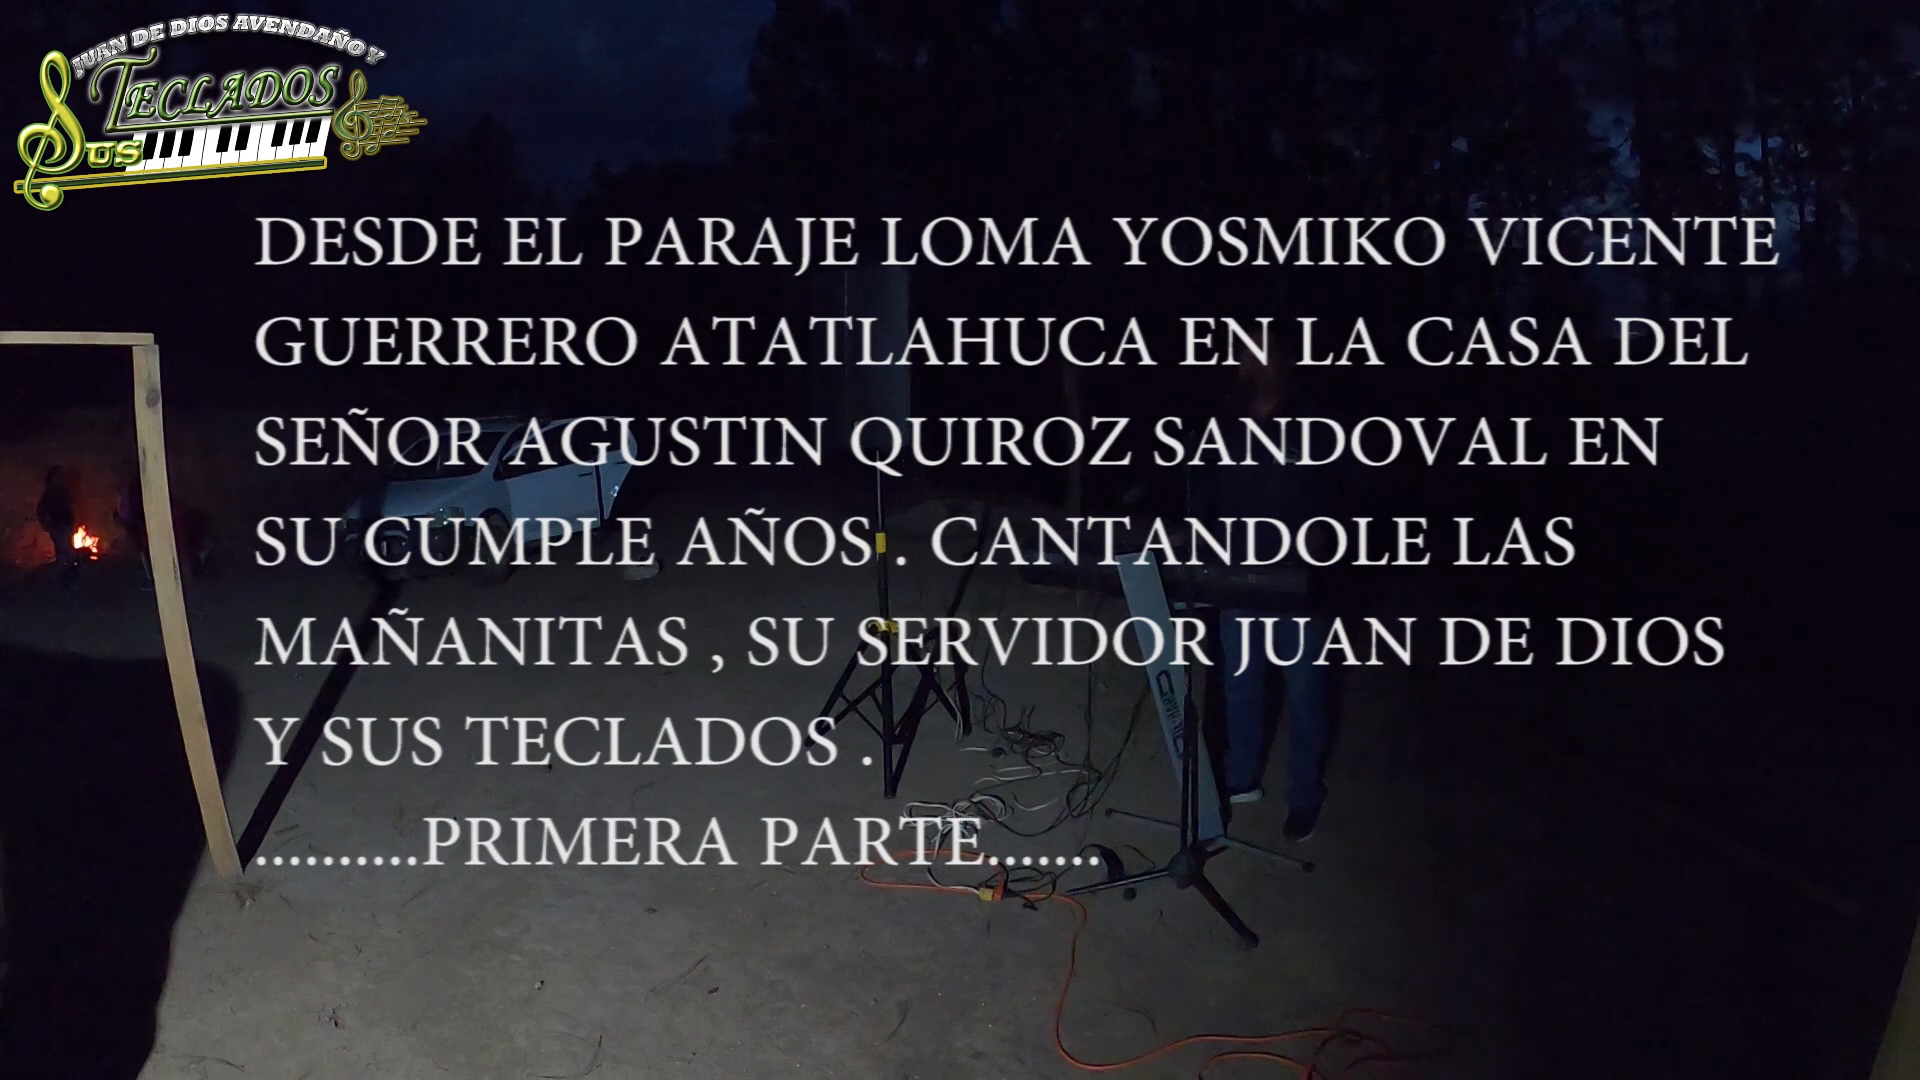 JUAN DE DIOS AVENDAÑO Y
TECLADOS
SUS
DESDE EL PARAJE LOMA YOSMIKO VICENTE
GUERRERO ATATLAHUCA EN LA CASA DEL
SEÑOR AGUSTIN QUIROZ SANDOVAL EN
SU CUMPLE AÑOS . CANTANDOLE LAS
MAÑANITAS , SU SERVIDOR JUAN DE DIOS
Y SUS TECLADOS .
..........PRIMERA PARTE.......